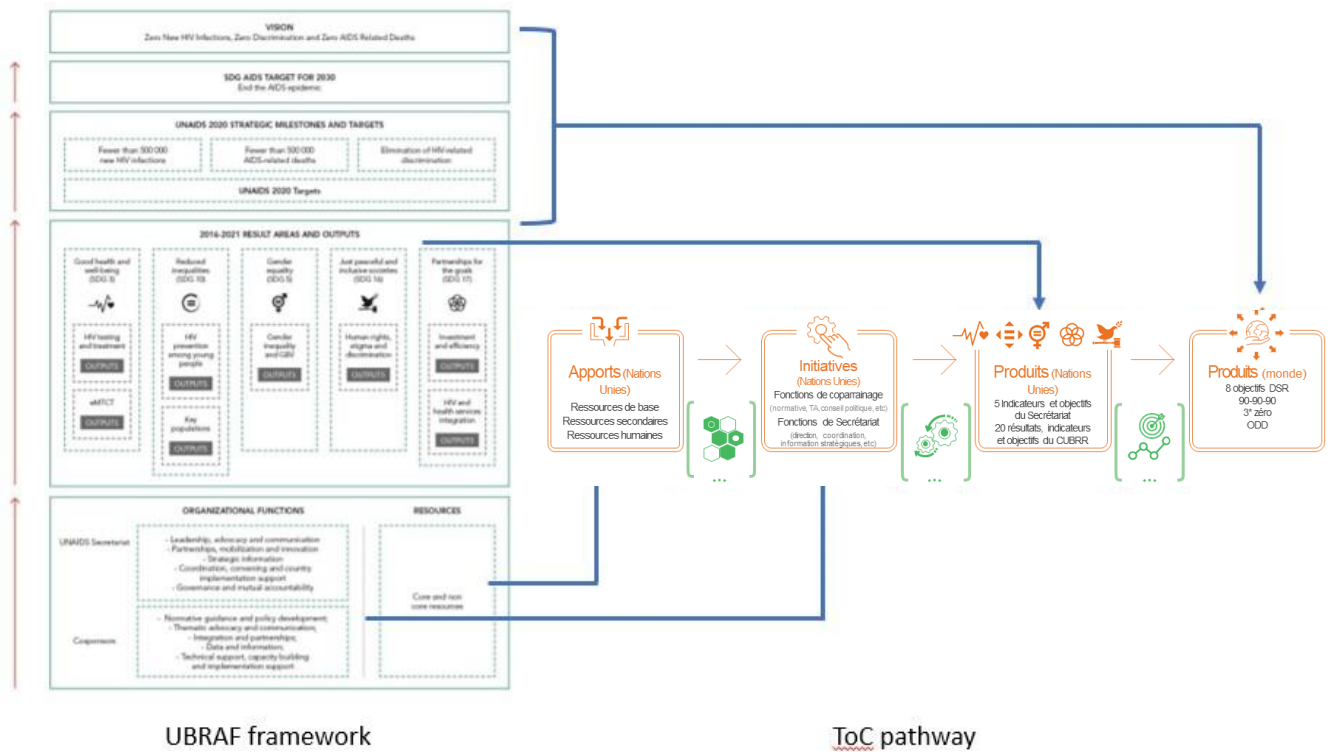 VISION
Zero New HIV Infections, Zero Discrimination and Zero AIDS Related Deaths
SDG AIDS TARGET FOR 2030
End the AIDS epidemic
UNAIDS 2020 STRATEGIC MILESTONES AND TARGETS
Fewer than 500 000
new HIV infections
Fewer than 500 000
AIDS-related deaths
Elimination of HIV-related
discrimination
UNAIDS 2020 Targets
2016-2021 RESULT AREAS AND OUTPUTS
Good health and
well-being
(SDG 3)
Reduced
inequalities
(SDG 10)
Gender
equality
(SDG 5)
Just peaceful and
inclusive societies
(SDG 16)
Partnerships for
the goals
(SDG 17)
HIV testing
and treatment
OUTPUTS
eMTCT
OUTPUTS
HIV
prevention
among young
people
OUTPUTS
Key
populations
OUTPUTS
Gender
inequality
and GBV
OUTPUTS
Human rights,
stigma and
discrimination
OUTPUTS
Investment
and efficiency
OUTPUTS
HIV and
health services
integration
OUTPUTS
ORGANIZATIONAL FUNCTIONS
RESOURCES
UNAIDS Secretariat
- Leadership, advocacy and communication
- Partnerships, mobilization and innovation
- Strategic information
- Coordination, convening and country
implementation support
- Governance and mutual accountability
Cosponsors
- Normative guidance and policy development;
- Thematic advocacy and communication;
- Integration and partnerships;
- Data and information;
- Technical support, capacity building
and implementation support
Core and non
core resources
UBRAF framework
Apports (Nations
Unies)
Ressources de base
Ressources secondaires
Ressources humaines
...
Initiatives
(Nations Unies)
Fonctions de coparrainage
(normative, TA, conseil politique, etc)
Fonctions de Secrétariat
(direction, coordination,
information stratégiques, etc)
...
Produits (Nations
Unies)
5 Indicateurs et objectifs
du Secrétariat
20 résultats, indicateurs
et objectifs du CUBRR
...
Produits (monde)
8 objectifs DSR
90-90-90
3* zéro
ODD
ToC pathway